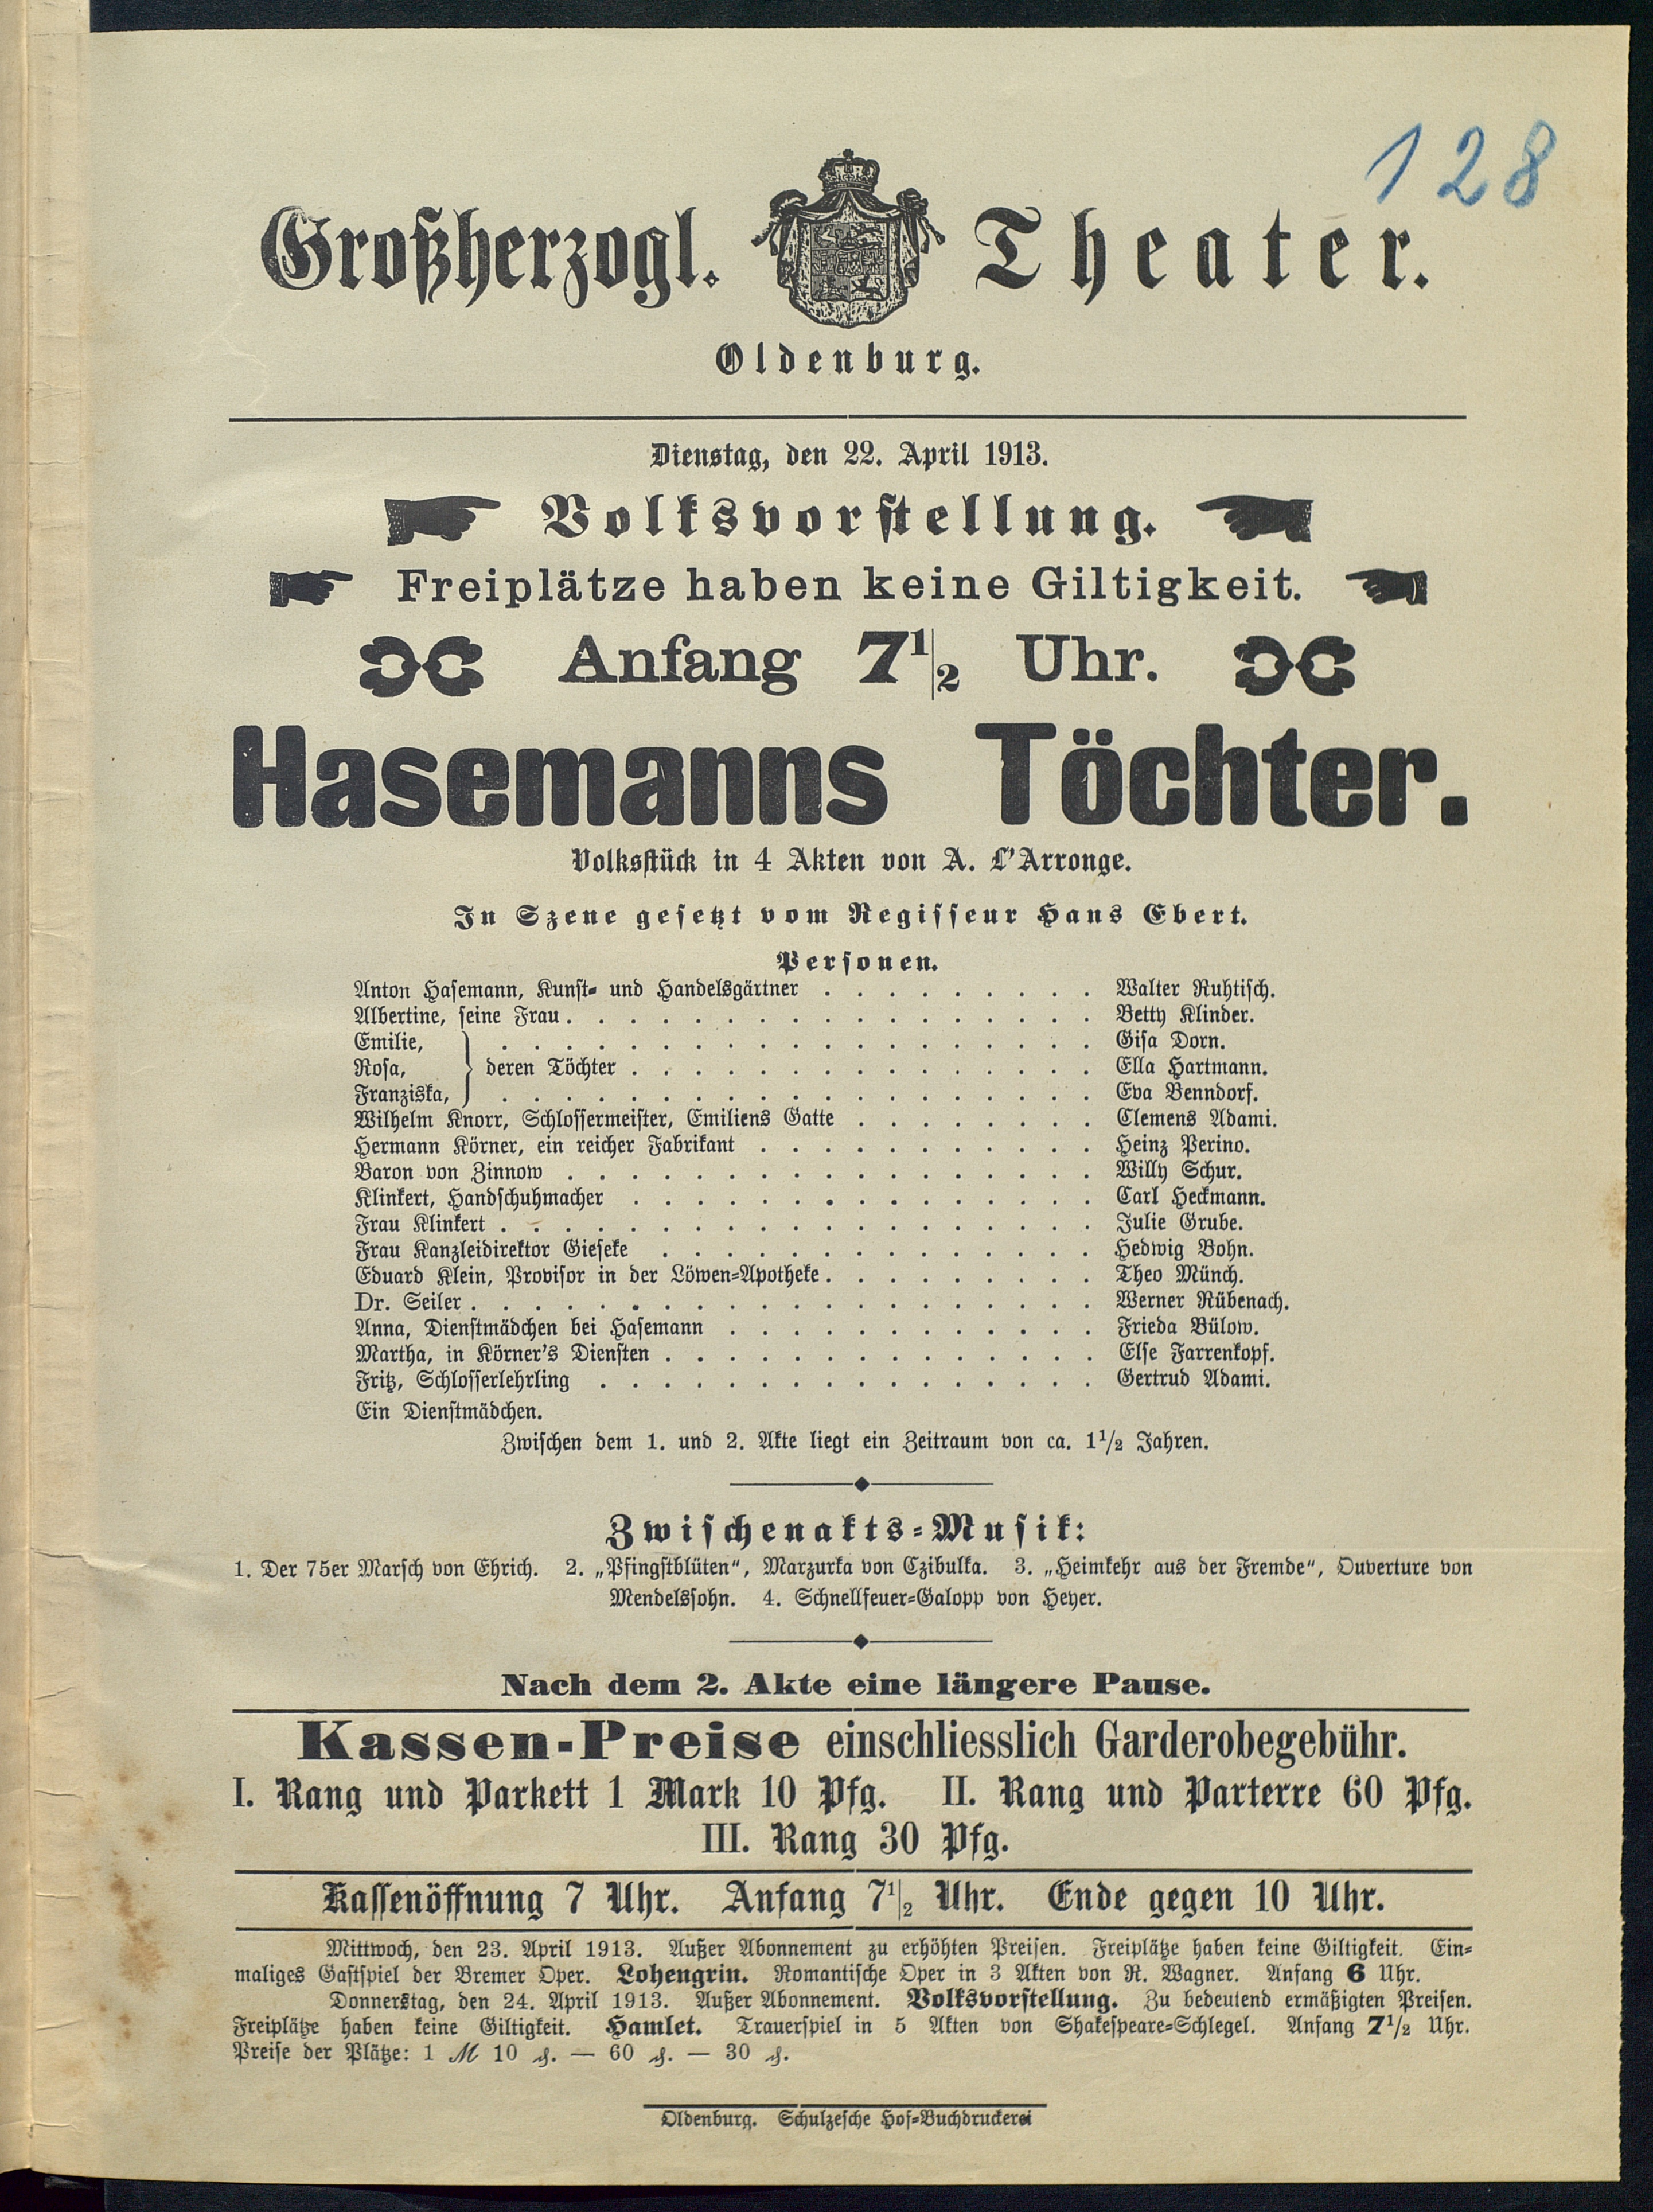 128
Großherzogl. Theater.
Oldenburg.
Dienstag, den 22. April 1913.
Volksvorstellung.
Freiplätze haben keine Giltigkeit.
Anfang 7 1/2 Uhr.
Hasemanns Töchter.
Volksstück in 4 Akten von A. L'Arronge.
In Szene gesetzt vom Regisseur Hans Ebert.
Personen.
Anton Hasemann, Kunst- und Handelsgärtner . . . . . . . . . Walter Ruhtisch.
Albertine, seine Frau . . . . . . . . . Betty Klinder.
Emilie, . . . . . . . . . Gisa Dorn.
Rosa, } deren Töchter . . . . . . . . . Ella Hartmann.
Franziska, . . . . . . . . . Eva Benndorf.
Wilhelm Knorr, Schlossermeister, Emiliens Gatte . . . . . . . . Clemens Adami.
Hermann Körner, ein reicher Fabrikant . . . . . . . . . Heinz Perino.
Baron von Zinnow . . . . . . . . . Willy Schur.
Klinkert, Handschuhmacher . . . . . . . . . Carl Heckmann.
Frau Klinkert . . . . . . . . . Julie Grube.
Frau Kanzleidirektor Gieseke . . . . . . . . . Hedwig Bohn.
Eduard Klein, Provisor in der Löwen-Apotheke . . . . . . . . . Theo Münch.
Dr. Seiler . . . . . . . . . Werner Rübenach.
Anna, Dienstmädchen bei Hasemann . . . . . . . . . Frieda Bülow.
Martha, in Körner's Diensten . . . . . . . . . Else Farrenkopf.
Fritz, Schlosserlehrling . . . . . . . . . Gertrud Adami.
Ein Dienstmädchen.
Zwischen dem 1. und 2. Akte liegt ein Zeitraum von ca. 1 1/2 Jahren.
Zwischenakts-Musik:
1. Der 75er Marsch von Ehrich. 2. „Pfingstblüten“, Marzurka von Czibulka. 3. „Heimkehr aus der Fremde“, Ouverture von
Mendelssohn. 4. Schnellfeuer-Galopp von Heyer.
Nach dem 2. Akte eine längere Pause.
Kassen-Preise einschliesslich Garderobegebühr.
I. Rang und Parkett 1 Mark 10 Pfg. II. Rang und Parterre 60 Pfg.
III. Rang 30 Pfg.
Kassenöffnung 7 Uhr. Anfang 7 1/2 Uhr. Ende gegen 10 Uhr.
Mittwoch, den 23. April 1913. Außer Abonnement zu erhöhten Preisen. Freiplätze haben keine Giltigkeit. Ein-
maliges Gastspiel der Bremer Oper. Lohengrin. Romantische Oper in 3 Akten von R. Wagner. Anfang 6 Uhr.
Donnerstag, den 24. April 1913. Außer Abonnement. Volksvorstellung. Zu bedeutend ermäßigten Preisen.
Freiplätze haben keine Giltigkeit. Hamlet. Trauerspiel in 5 Akten von Shakespeare-Schlegel. Anfang 7 1/2 Uhr.
Preise der Plätze: 1 ℳ 10 ₰. — 60 ₰. — 30 ₰.
Oldenburg. Schulzesche Hof-Buchdruckerei